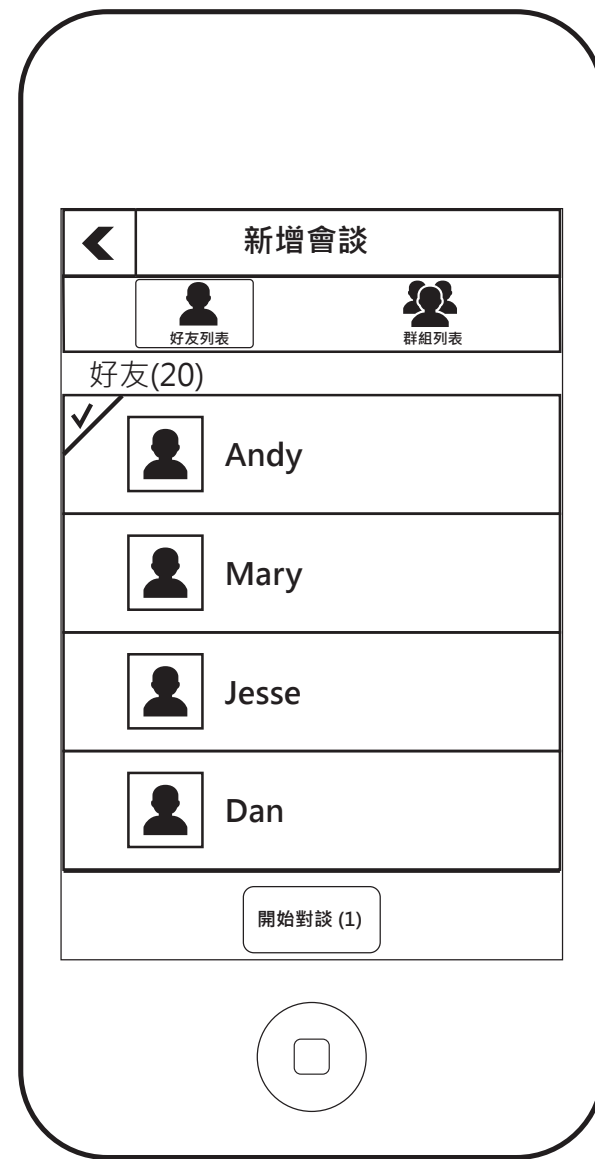 新增會談
好友列表 群組列表
好友(20)
Andy
Mary
Jesse
Dan
開始對談 (1)